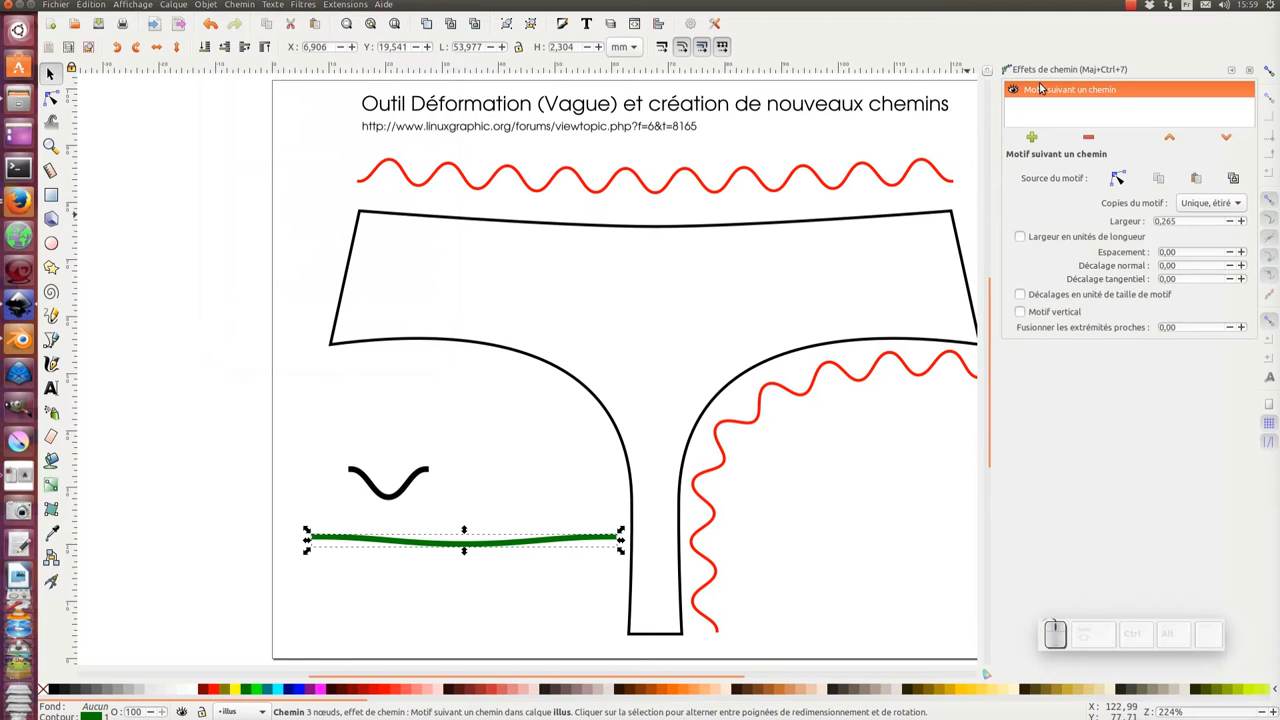 Fichier Édition Affichage Calque Objet Chemin Texte Filtres Extensions Aide
Fr 15:59
X: 6,906 Y: 19,541 L: 53,977 H: 2,304 mm
Effets de chemin (Maj+Ctrl+7)
Motif suivant un chemin
Outil Déformation (Vague) et création de nouveaux chemins
http://www.linuxgraphic.org/forums/viewtopic.php?f=6&t=8165
Motif suivant un chemin
Source du motif :
Copies du motif : Unique, étiré
Largeur : 0,265
Largeur en unités de longueur
Espacement : 0,00
Décalage normal : 0,00
Décalage tangentiel : 0,00
Décalages en unité de taille de motif
Motif vertical
Fusionner les extrémités proches : 0,00
Ctrl Alt
Fond : Aucun
Contour : 1
O: 100
illus
Chemin 3 nœuds, effet de chemin : Motif suivant un chemin dans calque illus. Cliquer sur la sélection pour alterner entre poignées de redimensionnement et de rotation.
X: 122,99
Y: 77,71
Z: 224%